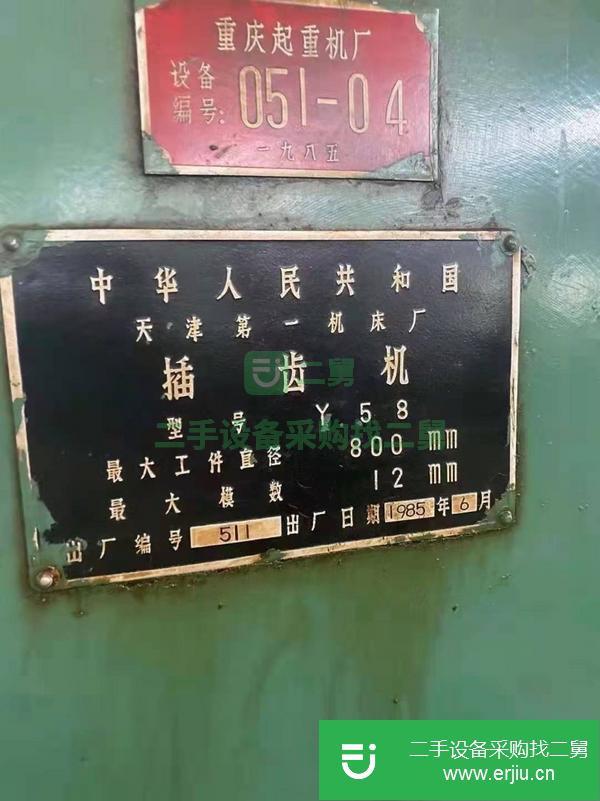 重庆起重机厂
设备
编号: 051-04
一九八五
中华人民共和国
天津第一机床厂
插齿机
型号 Y58
最大工件直径 800 mm
最大模数 12 mm
出厂编号 511 出厂日期 1985 年 6 月
二舅
二手设备采购找二舅
二手设备采购找二舅
www.erjiu.cn